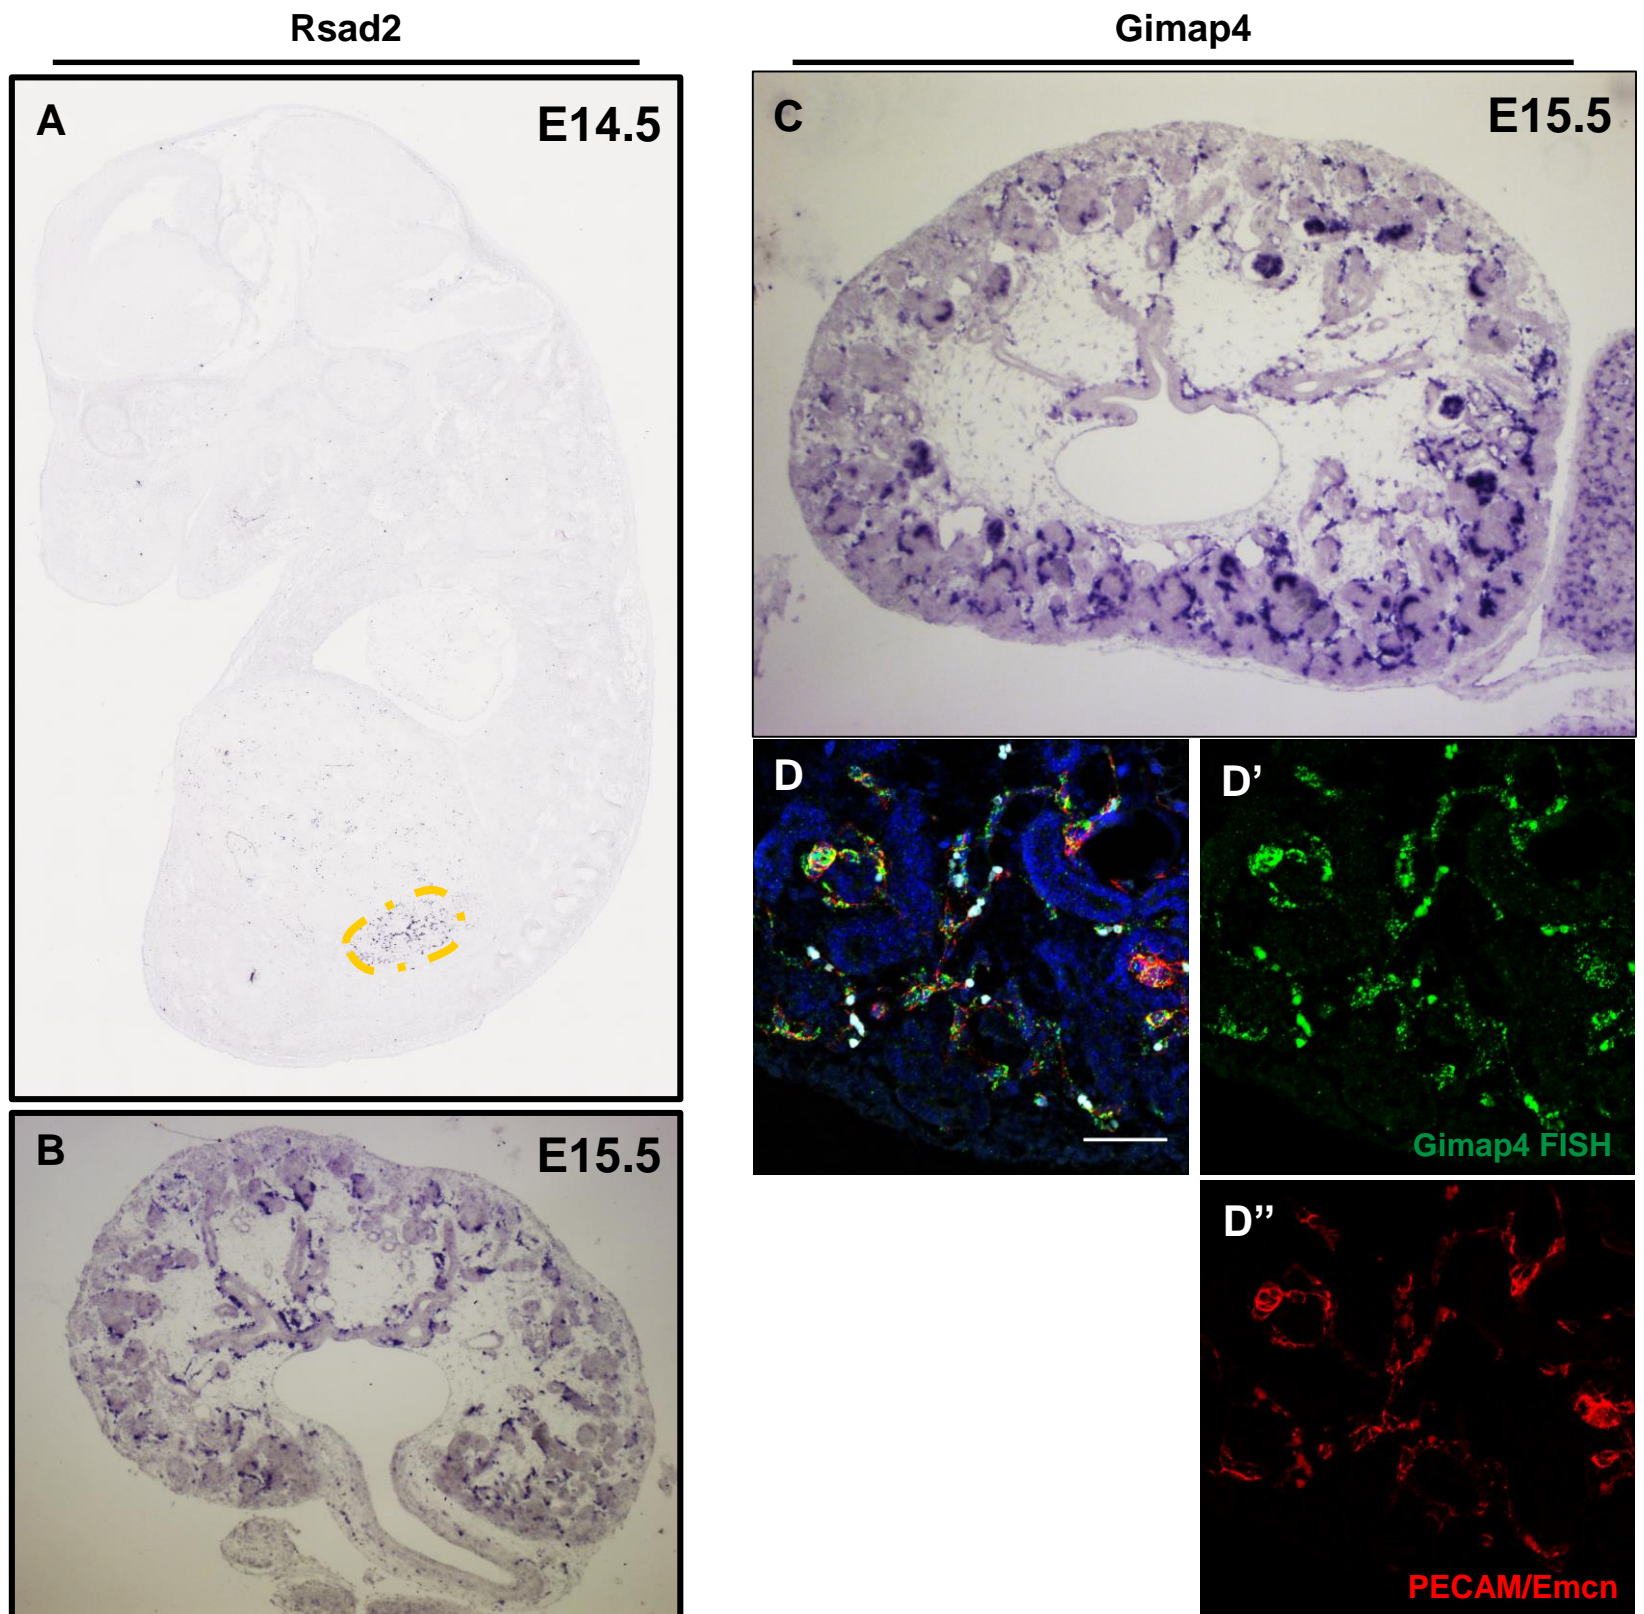 Rsad2
Gimap4
A
E14.5
C
E15.5
D
D’
Gimap4 FISH
B
E15.5
D”
PECAM/Emcn